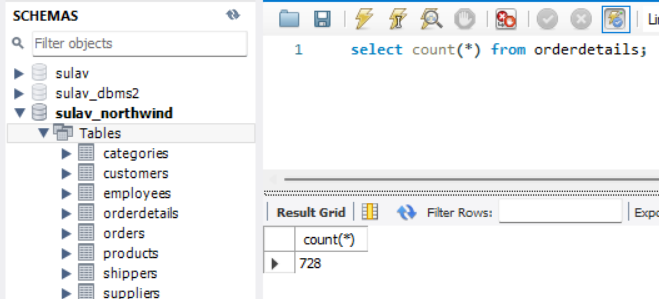 SCHEMAS
Filter objects
sulav
sulav_dbms2
sulav_northwind
Tables
categories
customers
employees
orderdetails
orders
products
shippers
suppliers
Li
1 select count(*) from orderdetails;
Result Grid Filter Rows: Expo
count(*)
728